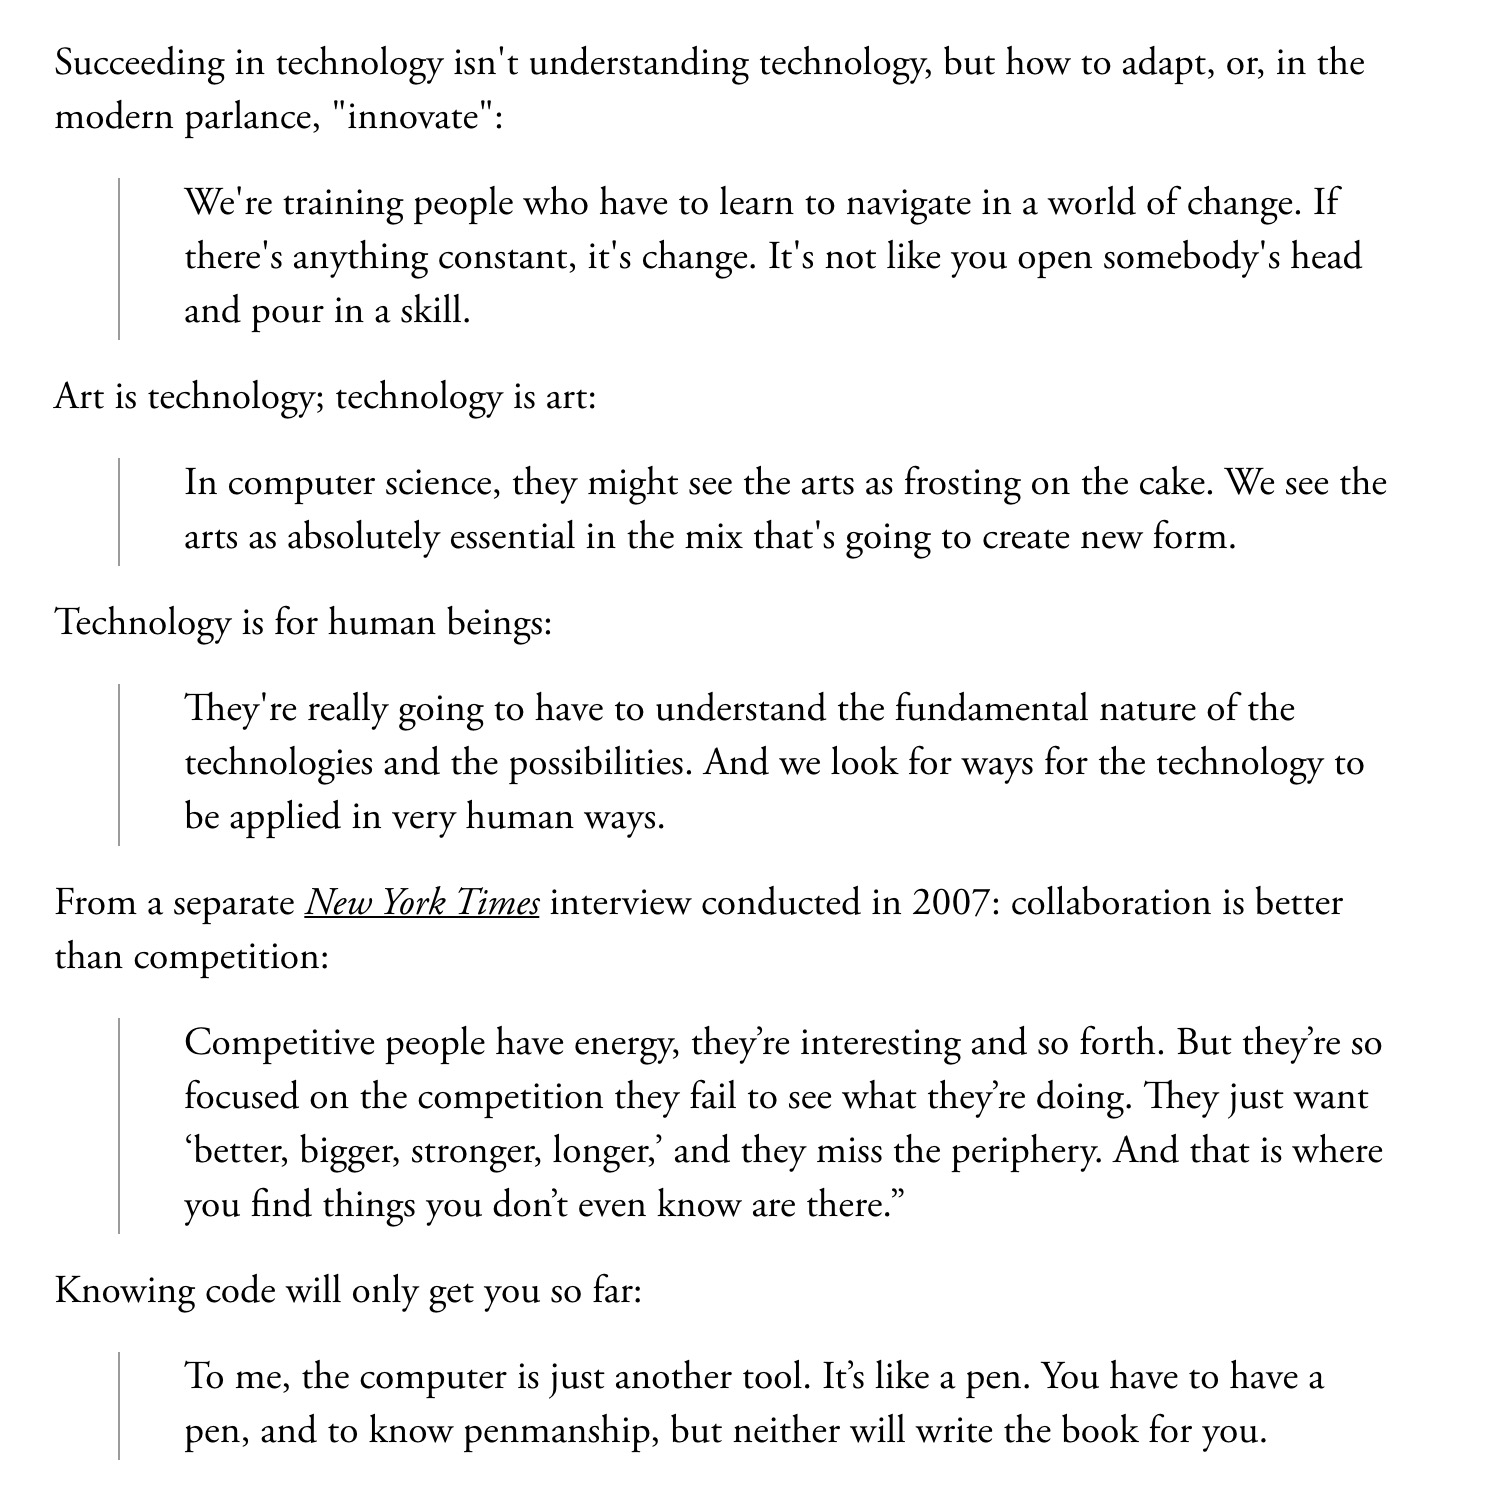 Succeeding in technology isn't understanding technology, but how to adapt, or, in the
modern parlance, "innovate":
We're training people who have to learn to navigate in a world of change. If
there's anything constant, it's change. It's not like you open somebody's head
and pour in a skill.
Art is technology; technology is art:
In computer science, they might see the arts as frosting on the cake. We see the
arts as absolutely essential in the mix that's going to create new form.
Technology is for human beings:
They're really going to have to understand the fundamental nature of the
technologies and the possibilities. And we look for ways for the technology to
be applied in very human ways.
From a separate New York Times interview conducted in 2007: collaboration is better
than competition:
Competitive people have energy, they’re interesting and so forth. But they’re so
focused on the competition they fail to see what they’re doing. They just want
‘better, bigger, stronger, longer,’ and they miss the periphery. And that is where
you find things you don’t even know are there.”
Knowing code will only get you so far:
To me, the computer is just another tool. It’s like a pen. You have to have a
pen, and to know penmanship, but neither will write the book for you.